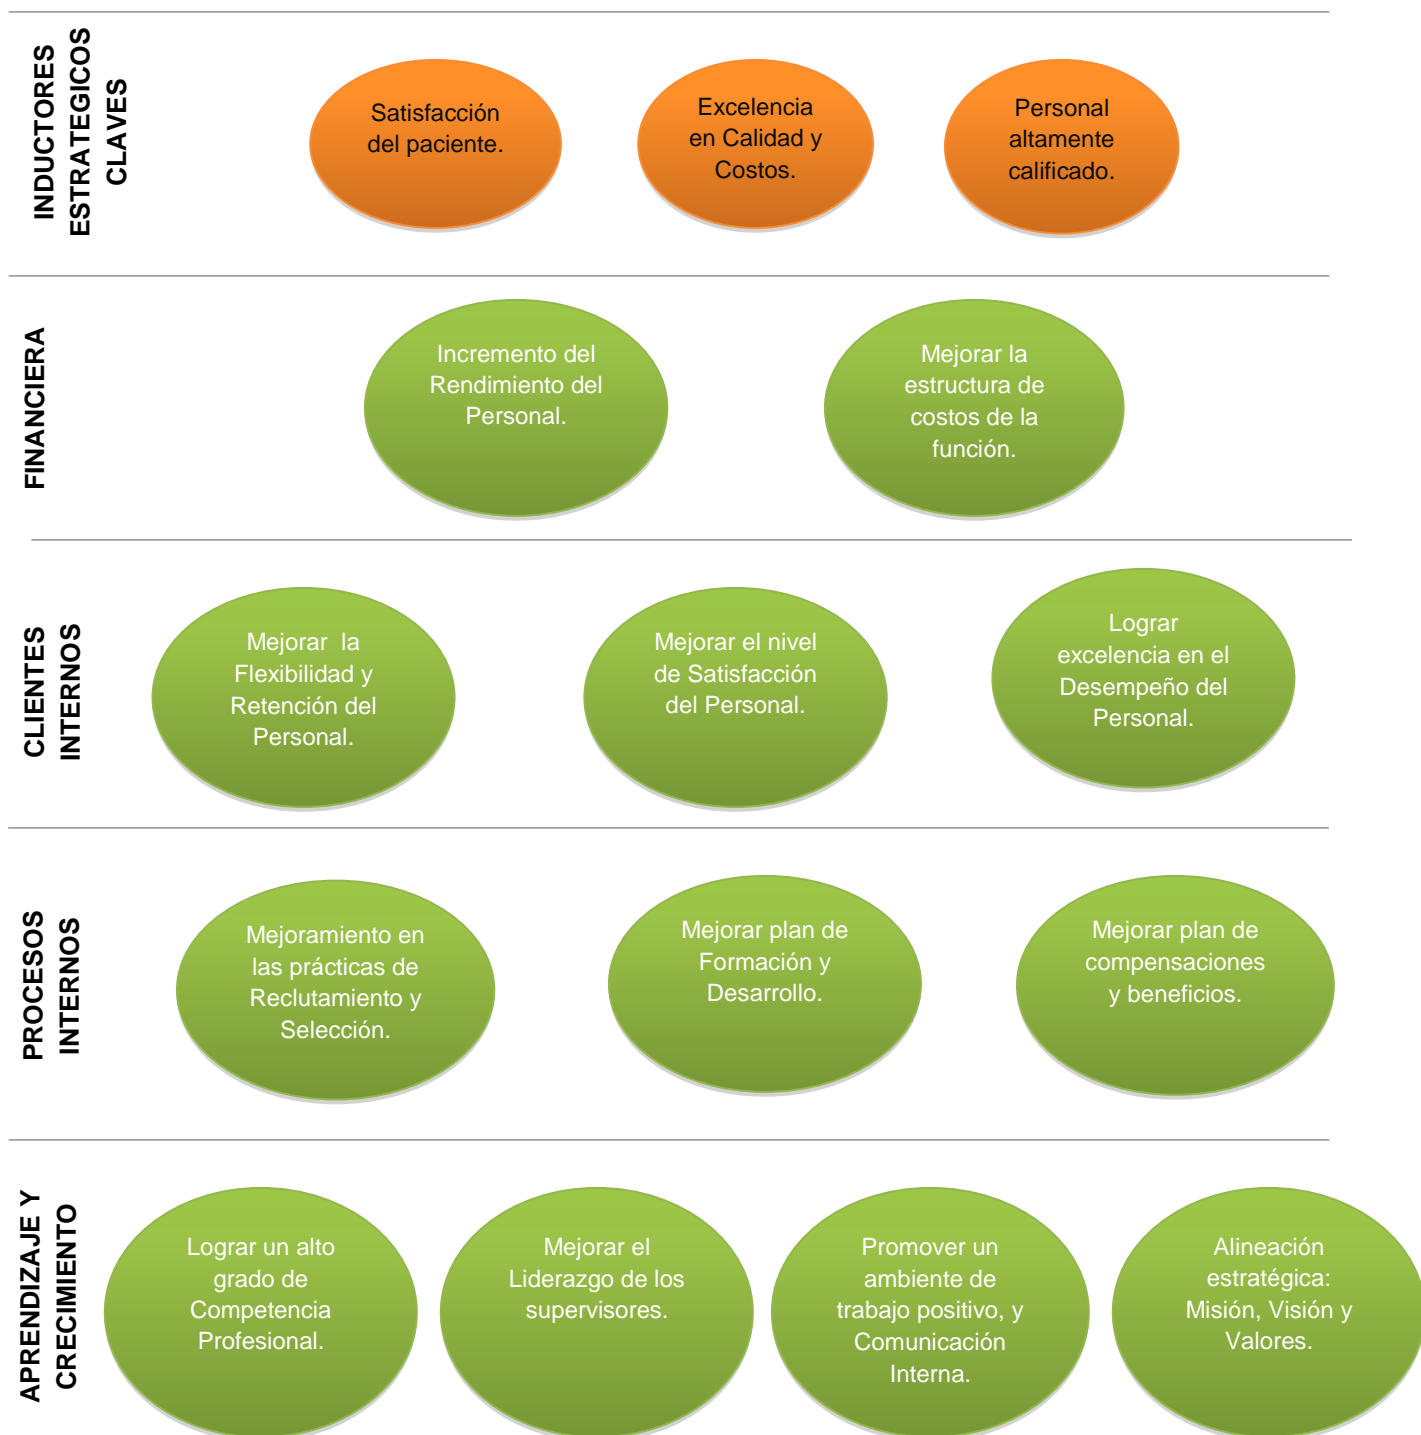 INDUCTORES
ESTRATEGICOS
CLAVES
Satisfacción
del paciente.
Excelencia
en Calidad y
Costos.
Personal
altamente
calificado.
FINANCIERA
Incremento del
Rendimiento del
Personal.
Mejorar la
estructura de
costos de la
función.
CLIENTES
INTERNOS
Mejorar  la
Flexibilidad y
Retención del
Personal.
Mejorar el nivel
de Satisfacción
del Personal.
Lograr
excelencia en el
Desempeño del
Personal.
PROCESOS
INTERNOS
Mejoramiento en
las prácticas de
Reclutamiento y
Selección.
Mejorar plan de
Formación y
Desarrollo.
Mejorar plan de
compensaciones
y beneficios.
APRENDIZAJE Y
CRECIMIENTO
Lograr un alto
grado de
Competencia
Profesional.
Mejorar el
Liderazgo de los
supervisores.
Promover un
ambiente de
trabajo positivo, y
Comunicación
Interna.
Alineación
estratégica:
Misión, Visión y
Valores.